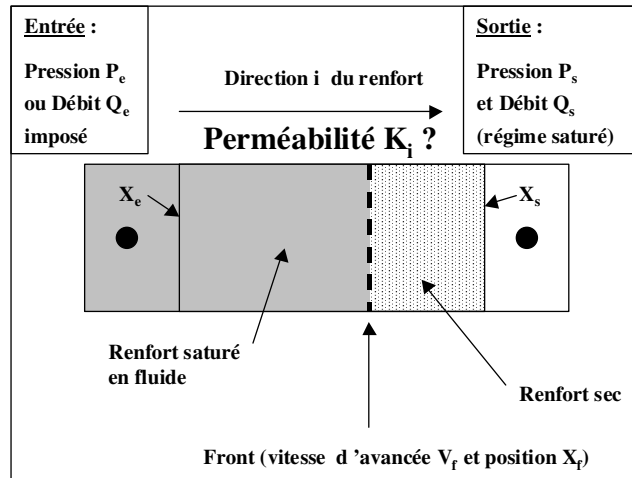 Entrée :
Pression Pe
ou Débit Qe
imposé
Direction i du renfort
Perméabilité Ki ?
Sortie :
Pression Ps
et Débit Qs
(régime saturé)
Xe
Xs
Renfort saturé
en fluide
Renfort sec
Front (vitesse d ’avancée Vf et position Xf)